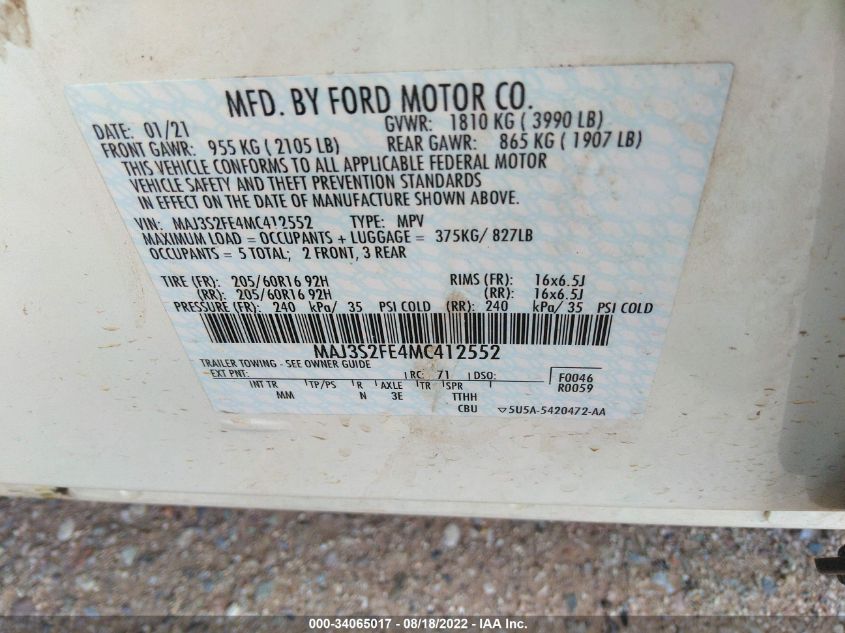 MFD. BY FORD MOTOR CO.
DATE: 01/21 GVWR: 1810 KG ( 3990 LB)
FRONT GAWR: 955 KG ( 2105 LB) REAR GAWR: 865 KG ( 1907 LB)
THIS VEHICLE CONFORMS TO ALL APPLICABLE FEDERAL MOTOR
VEHICLE SAFETY AND THEFT PREVENTION STANDARDS
IN EFFECT ON THE DATE OF MANUFACTURE SHOWN ABOVE.
VIN: MAJ3S2FE4MC412552 TYPE: MPV
MAXIMUM LOAD = OCCUPANTS + LUGGAGE = 375KG/ 827LB
OCCUPANTS = 5 TOTAL; 2 FRONT, 3 REAR
TIRE (FR): 205/60R16 92H RIMS (FR): 16x6.5J
(RR): 205/60R16 92H (RR): 16x6.5J
PRESSURE (FR): 240 kPa/ 35 PSI COLD (RR): 240 kPa/ 35 PSI COLD
MAJ3S2FE4MC412552
TRAILER TOWING - SEE OWNER GUIDE
EXT PNT: RC: 71 DSO: F0046
R0059
INT TR TP/PS R AXLE TR SPR
MM N 3E TTHH
CBU ▽5U5A-5420472-AA
000-34065017 - 08/18/2022 - IAA Inc.